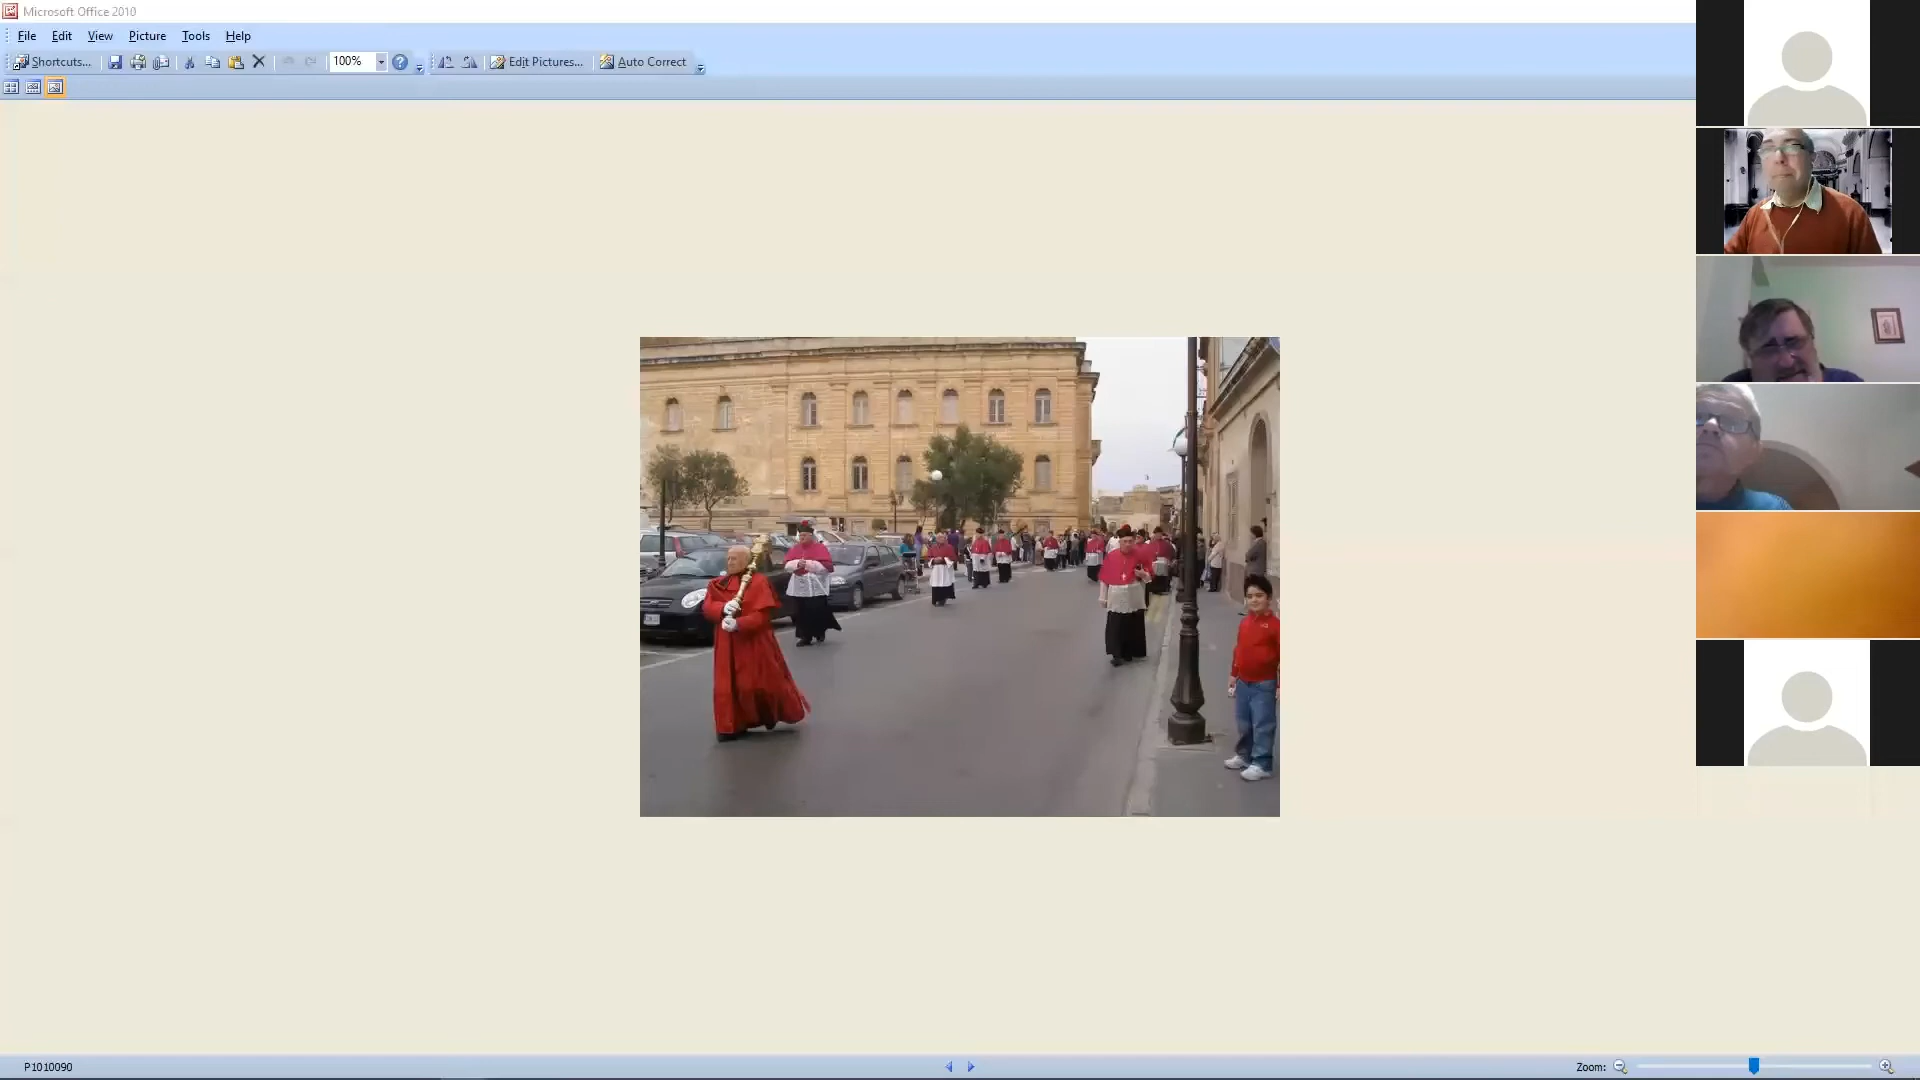 Microsoft Office 2010
File Edit View Picture Tools Help
Shortcuts... 100% Edit Pictures... Auto Correct
P1010090 Zoom: